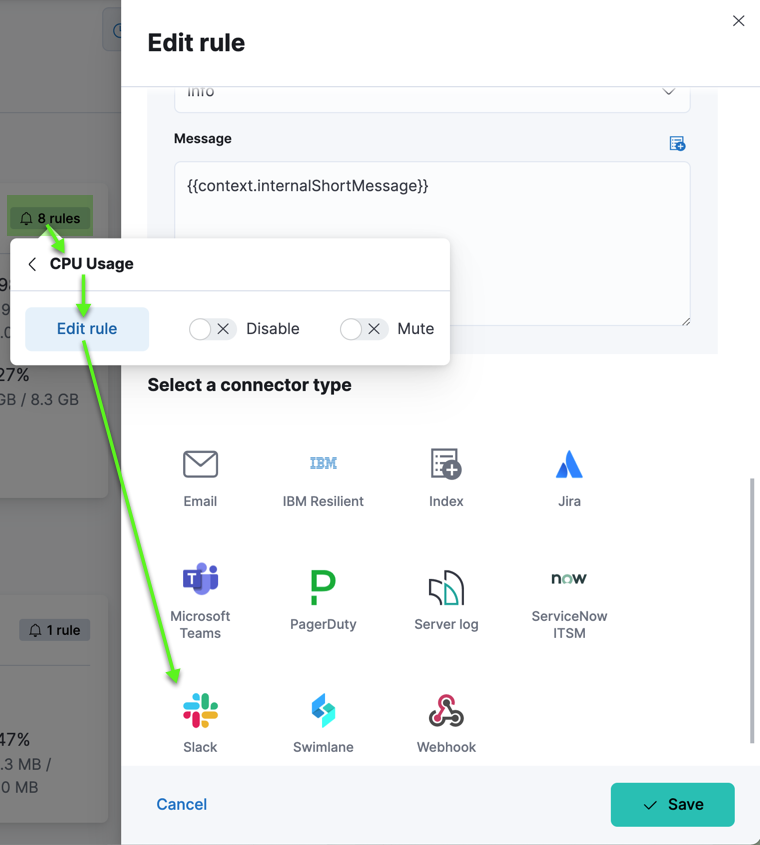 Edit rule
Info
Message
{{context.internalShortMessage}}
8 rules
CPU Usage
Edit rule
Disable
Mute
27%
GB / 8.3 GB
Select a connector type
Email
IBM
IBM Resilient
Index
Jira
T
Microsoft
Teams
P
PagerDuty
Server log
now
ServiceNow
ITSM
1 rule
Slack
Swimlane
Webhook
47%
.3 MB /
0 MB
Cancel
Save